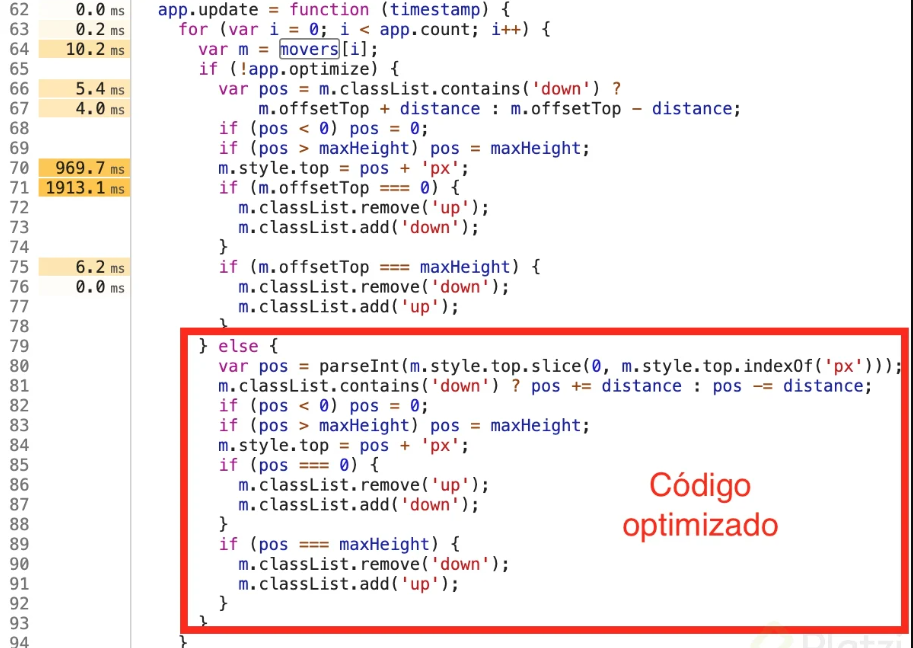 62 0.0 ms app.update = function (timestamp) {
63 0.2 ms for (var i = 0; i < app.count; i++) {
64 10.2 ms var m = movers[i];
65 if (!app.optimize) {
66 5.4 ms var pos = m.classList.contains('down') ?
67 4.0 ms m.offsetTop + distance : m.offsetTop - distance;
68 if (pos < 0) pos = 0;
69 if (pos > maxHeight) pos = maxHeight;
70 969.7 ms m.style.top = pos + 'px';
71 1913.1 ms if (m.offsetTop === 0) {
72 m.classList.remove('up');
73 m.classList.add('down');
74 }
75 6.2 ms if (m.offsetTop === maxHeight) {
76 0.0 ms m.classList.remove('down');
77 m.classList.add('up');
78 }
79 } else {
80 var pos = parseInt(m.style.top.slice(0, m.style.top.indexOf('px')));
81 m.classList.contains('down') ? pos += distance : pos -= distance;
82 if (pos < 0) pos = 0;
83 if (pos > maxHeight) pos = maxHeight;
84 m.style.top = pos + 'px';
85 if (pos === 0) {
86 m.classList.remove('up');
87 m.classList.add('down');
88 }
89 if (pos === maxHeight) {
90 m.classList.remove('down');
91 m.classList.add('up');
92 }
93 }
94 }
Código
optimizado
Platzi